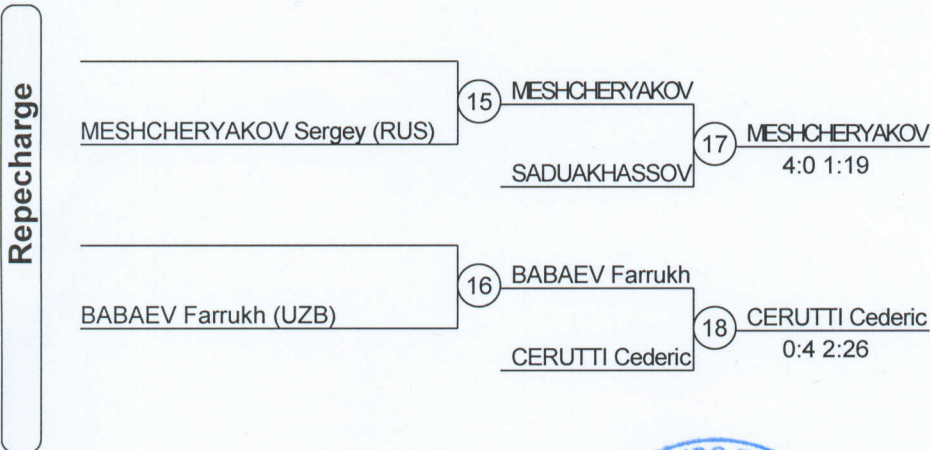 Repecharge
MESHCHERYAKOV Sergey (RUS)
15
MESHCHERYAKOV
SADUAKHASSOV
17
MESHCHERYAKOV
4:0 1:19
BABAEV Farrukh (UZB)
16
BABAEV Farrukh
CERUTTI Cederic
18
CERUTTI Cederic
0:4 2:26